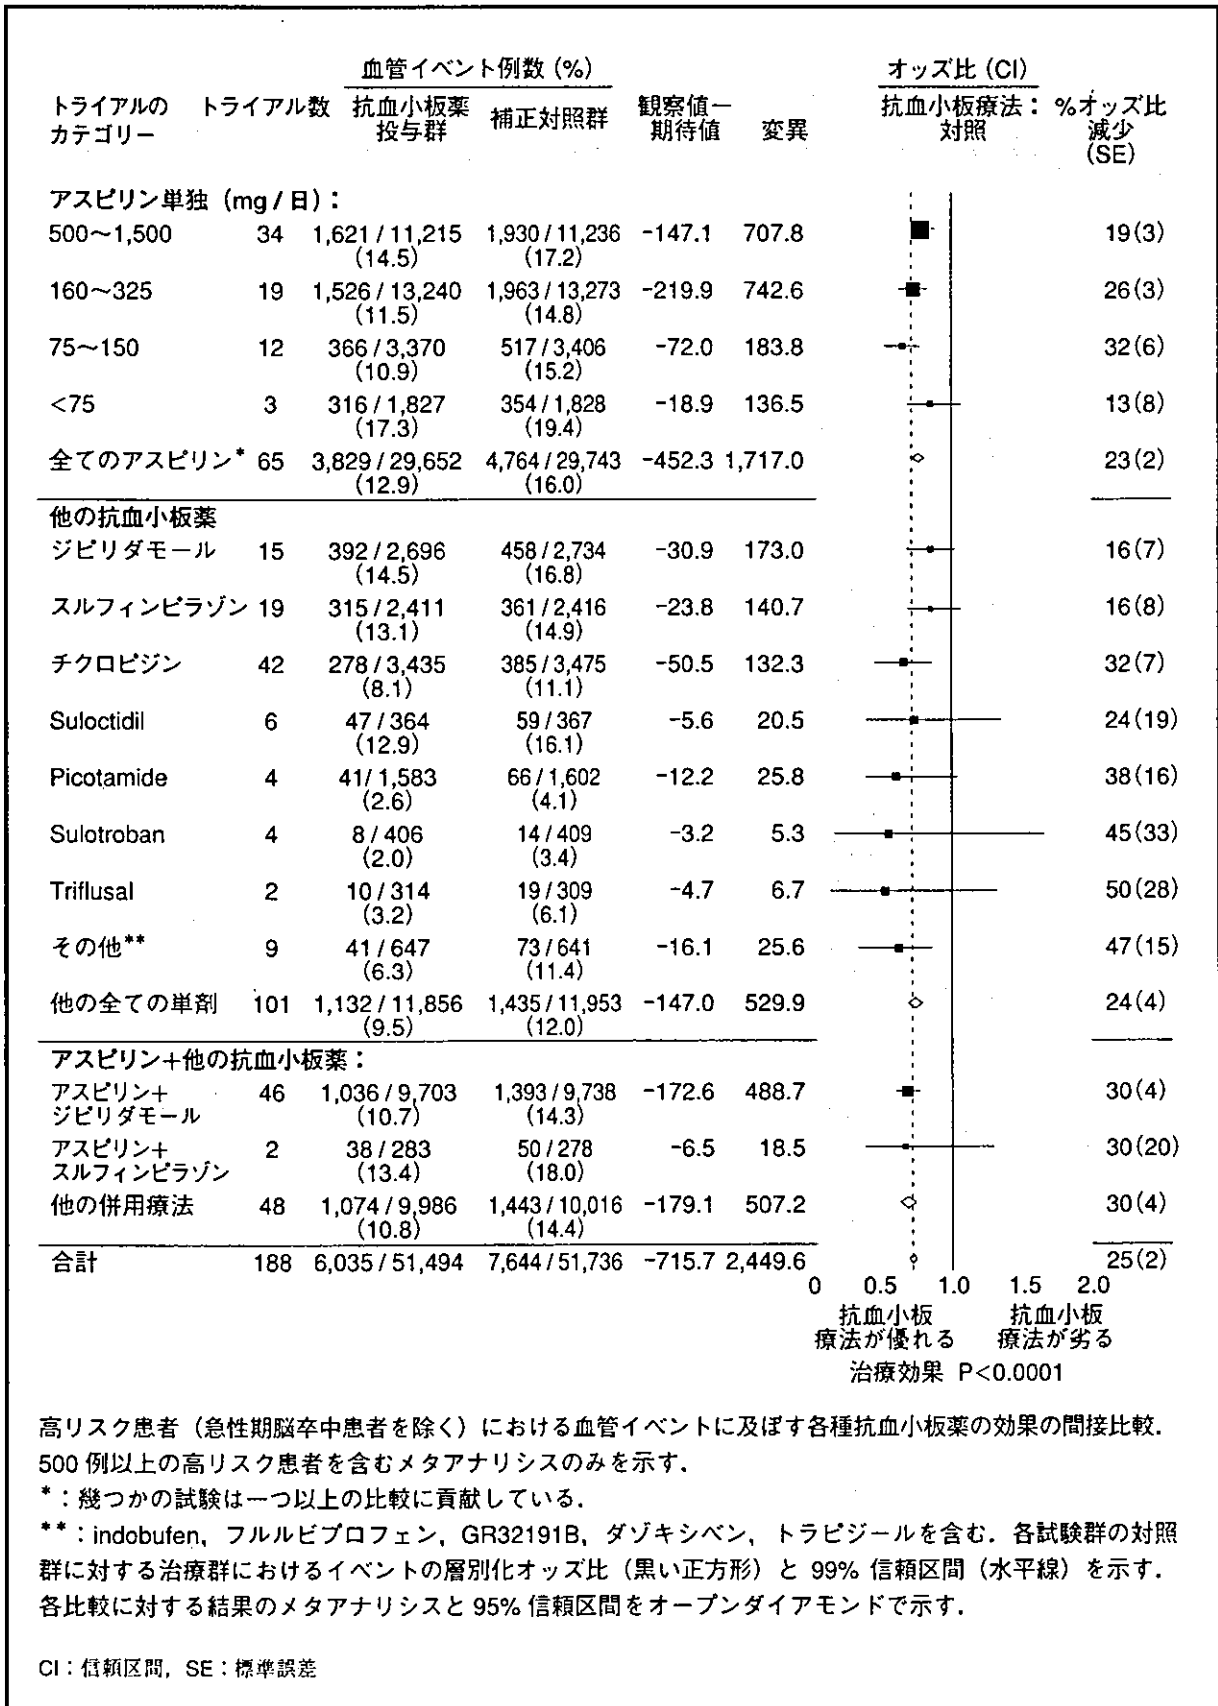 血管イベント例数 (%) オッズ比 (CI)
トライアルの トライアル数 抗血小板薬 補正対照群 観察値− 変異 抗血小板療法: %オッズ比
カテゴリー 投与群 期待値 対照 減少
(SE)
アスピリン単独 (mg / 日):
500〜1,500 34 1,621 / 11,215 1,930 / 11,236 -147.1 707.8 19(3)
(14.5) (17.2)
160〜325 19 1,526 / 13,240 1,963 / 13,273 -219.9 742.6 26(3)
(11.5) (14.8)
75〜150 12 366 / 3,370 517 / 3,406 -72.0 183.8 32(6)
(10.9) (15.2)
<75 3 316 / 1,827 354 / 1,828 -18.9 136.5 13(8)
(17.3) (19.4)
全てのアスピリン* 65 3,829 / 29,652 4,764 / 29,743 -452.3 1,717.0 23(2)
(12.9) (16.0)
他の抗血小板薬
ジピリダモール 15 392 / 2,696 458 / 2,734 -30.9 173.0 16(7)
(14.5) (16.8)
スルフィンピラゾン 19 315 / 2,411 361 / 2,416 -23.8 140.7 16(8)
(13.1) (14.9)
チクロピジン 42 278 / 3,435 385 / 3,475 -50.5 132.3 32(7)
(8.1) (11.1)
Suloctidil 6 47 / 364 59 / 367 -5.6 20.5 24(19)
(12.9) (16.1)
Picotamide 4 41 / 1,583 66 / 1,602 -12.2 25.8 38(16)
(2.6) (4.1)
Sulotroban 4 8 / 406 14 / 409 -3.2 5.3 45(33)
(2.0) (3.4)
Triflusal 2 10 / 314 19 / 309 -4.7 6.7 50(28)
(3.2) (6.1)
その他** 9 41 / 647 73 / 641 -16.1 25.6 47(15)
(6.3) (11.4)
他の全ての単剤 101 1,132 / 11,856 1,435 / 11,953 -147.0 529.9 24(4)
(9.5) (12.0)
アスピリン+他の抗血小板薬:
アスピリン+ 46 1,036 / 9,703 1,393 / 9,738 -172.6 488.7 30(4)
ジピリダモール (10.7) (14.3)
アスピリン+ 2 38 / 283 50 / 278 -6.5 18.5 30(20)
スルフィンピラゾン (13.4) (18.0)
他の併用療法 48 1,074 / 9,986 1,443 / 10,016 -179.1 507.2 30(4)
(10.8) (14.4)
合計 188 6,035 / 51,494 7,644 / 51,736 -715.7 2,449.6 25(2)
0 0.5 1.0 1.5 2.0
抗血小板 抗血小板
療法が優れる 療法が劣る
治療効果 P<0.0001
高リスク患者(急性期脳卒中患者を除く)における血管イベントに及ぼす各種抗血小板薬の効果の間接比較.
500 例以上の高リスク患者を含むメタアナリシスのみを示す.
*:幾つかの試験は一つ以上の比較に貢献している.
**:indobufen, フルルビプロフェン, GR32191B, ダゾキシベン, トラピジールを含む. 各試験群の対照
群に対する治療群におけるイベントの層別化オッズ比(黒い正方形)と 99% 信頼区間(水平線)を示す.
各比較に対する結果のメタアナリシスと 95% 信頼区間をオープンダイアモンドで示す.
CI:信頼区間, SE:標準誤差